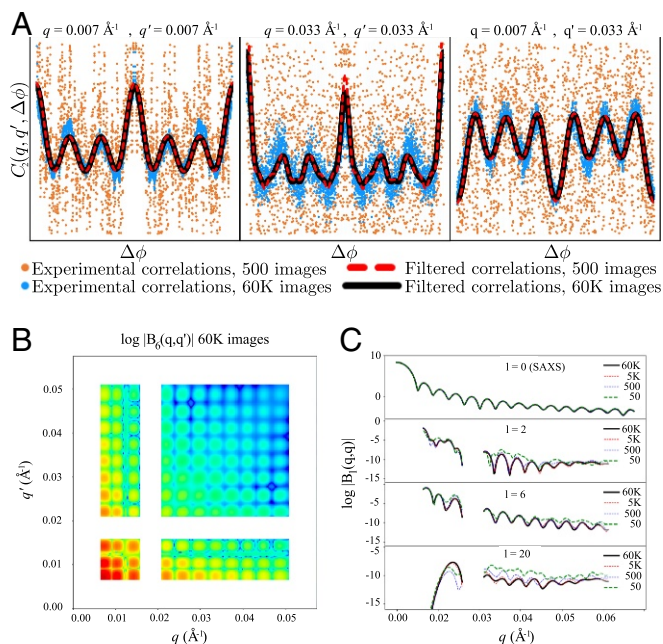 A
q = 0.007 Å-1 , q′ = 0.007 Å-1
q = 0.033 Å-1 , q′ = 0.033 Å-1
q = 0.007 Å-1 , q' = 0.033 Å-1
C2(q, q′, Δϕ)
Δϕ
Δϕ
Δϕ
Experimental correlations, 500 images
Filtered correlations, 500 images
Experimental correlations, 60K images
Filtered correlations, 60K images
B
log |B6(q,q')| 60K images
q' (Å-1)
0.05
0.04
0.03
0.02
0.01
0.00
0.00 0.01 0.02 0.03 0.04 0.05
q (Å-1)
C
log |Bl(q,q)|
10
0
l = 0 (SAXS)
60K
5K
500
50
0
-5
-10
-15
l = 2
60K
5K
500
50
-5
-10
-15
l = 6
60K
5K
500
50
-5
-10
-15
l = 20
60K
5K
500
50
0.00 0.01 0.02 0.03 0.04 0.05 0.06
q (Å-1)